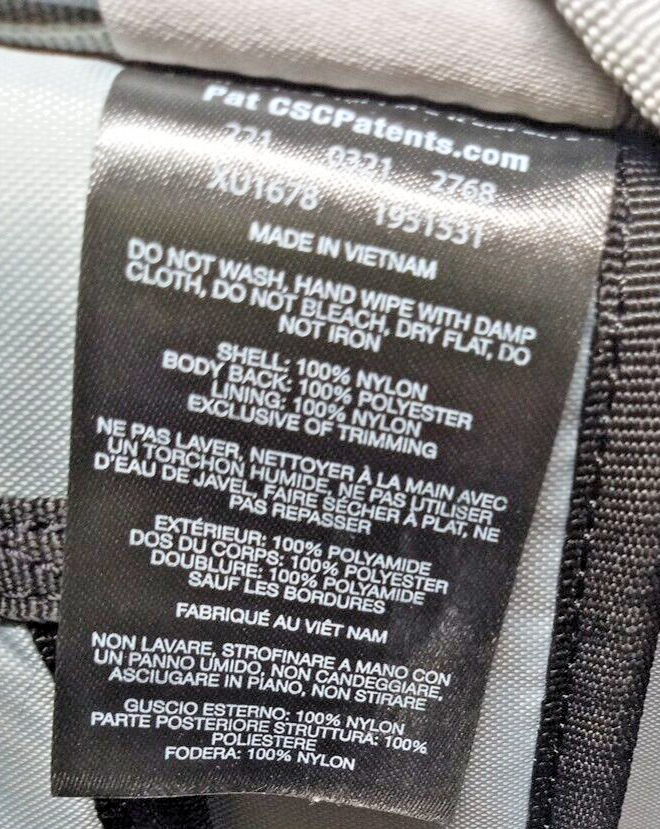 Pat CSCPatents.com
221 0321 2768
XU1678 1951531
MADE IN VIETNAM
DO NOT WASH, HAND WIPE WITH DAMP
CLOTH, DO NOT BLEACH, DRY FLAT, DO
NOT IRON
SHELL: 100% NYLON
BODY BACK: 100% POLYESTER
LINING: 100% NYLON
EXCLUSIVE OF TRIMMING
NE PAS LAVER, NETTOYER À LA MAIN AVEC
UN TORCHON HUMIDE, NE PAS UTILISER
D'EAU DE JAVEL, FAIRE SÉCHER À PLAT, NE
PAS REPASSER
EXTÉRIEUR: 100% POLYAMIDE
DOS DU CORPS: 100% POLYESTER
DOUBLURE: 100% POLYAMIDE
SAUF LES BORDURES
FABRIQUÉ AU VIÊT NAM
NON LAVARE, STROFINARE A MANO CON
UN PANNO UMIDO, NON CANDEGGIARE,
ASCIUGARE IN PIANO, NON STIRARE
GUSCIO ESTERNO: 100% NYLON
PARTE POSTERIORE STRUTTURA: 100%
POLIESTERE
FODERA: 100% NYLON